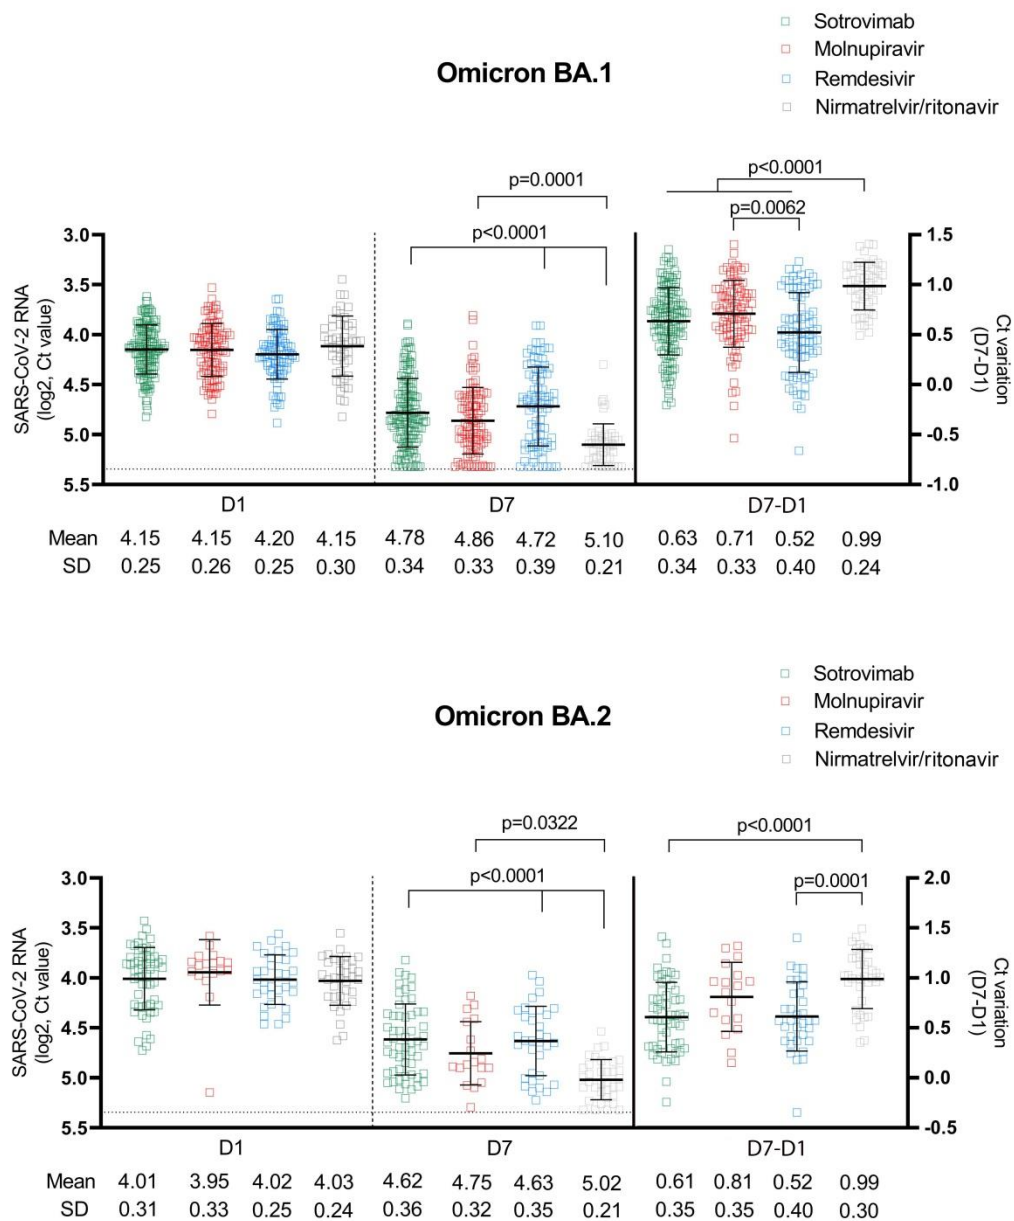 Sotrovimab
Molnupiravir
Remdesivir
Nirmatrelvir/ritonavir
Omicron BA.1
p<0.0001
p=0.0001
p=0.0062
p<0.0001
SARS-CoV-2 RNA
(log2, Ct value)
3.0
3.5
4.0
4.5
5.0
5.5
1.5
1.0
0.5
0.0
-0.5
-1.0
Ct variation
(D7-D1)
D1 D7 D7-D1
Mean 4.15 4.15 4.20 4.15 4.78 4.86 4.72 5.10 0.63 0.71 0.52 0.99
SD 0.25 0.26 0.25 0.30 0.34 0.33 0.39 0.21 0.34 0.33 0.40 0.24
Sotrovimab
Molnupiravir
Remdesivir
Nirmatrelvir/ritonavir
Omicron BA.2
p=0.0322
p<0.0001
p<0.0001
p=0.0001
SARS-CoV-2 RNA
(log2, Ct value)
3.0
3.5
4.0
4.5
5.0
5.5
2.0
1.5
1.0
0.5
0.0
-0.5
Ct variation
(D7-D1)
D1 D7 D7-D1
Mean 4.01 3.95 4.02 4.03 4.62 4.75 4.63 5.02 0.61 0.81 0.52 0.99
SD 0.31 0.33 0.25 0.24 0.36 0.32 0.35 0.21 0.35 0.35 0.40 0.30